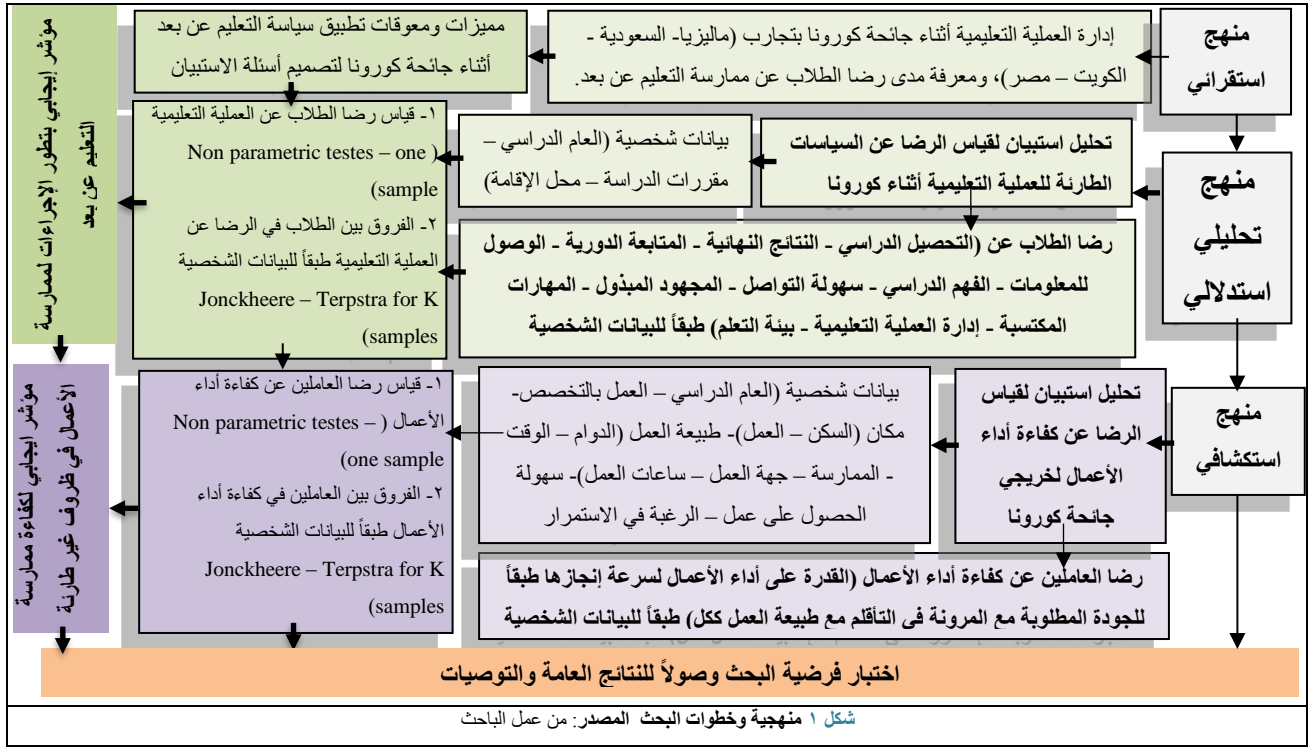 منهج
استقرائي
إدارة العملية التعليمية أثناء جائحة كورونا بتجارب (ماليزيا- السعودية -
الكويت – مصر)، ومعرفة مدى رضا الطلاب عن ممارسة التعليم عن بعد.
مميزات ومعوقات تطبيق سياسة التعليم عن بعد
أثناء جائحة كورونا لتصميم أسئلة الاستبيان
منهج
تحليلي
استدلالي
تحليل استبيان لقياس الرضا عن السياسات
الطارئة للعملية التعليمية أثناء كورونا
بيانات شخصية (العام الدراسي –
مقررات الدراسة – محل الإقامة)
رضا الطلاب عن (التحصيل الدراسي - النتائج النهائية - المتابعة الدورية - الوصول
للمعلومات - الفهم الدراسي - سهولة التواصل - المجهود المبذول - المهارات
المكتسبة - إدارة العملية التعليمية - بيئة التعلم) طبقاً للبيانات الشخصية
١- قياس رضا الطلاب عن العملية التعليمية
Non parametric testes – one )
(sample
٢- الفروق بين الطلاب في الرضا عن
العملية التعليمية طبقاً للبيانات الشخصية
Jonckheere – Terpstra for K
(samples
مؤشر إيجابي بتطور الإجراءات لممارسة
التعليم عن بعد
منهج
استكشافي
تحليل استبيان لقياس
الرضا عن كفاءة أداء
الأعمال لخريجي
جائحة كورونا
بيانات شخصية (العام الدراسي – العمل بالتخصص-
مكان (السكن – العمل)- طبيعة العمل (الدوام – الوقت
- الممارسة – جهة العمل – ساعات العمل)- سهولة
الحصول على عمل – الرغبة في الاستمرار
رضا العاملين عن كفاءة أداء الأعمال (القدرة على أداء الأعمال لسرعة إنجازها طبقاً
للجودة المطلوبة مع المرونة في التأقلم مع طبيعة العمل ككل) طبقاً للبيانات الشخصية
١- قياس رضا العاملين عن كفاءة أداء
الأعمال ( – Non parametric testes
(one sample
٢- الفروق بين العاملين في كفاءة أداء
الأعمال طبقاً للبيانات الشخصية
Jonckheere – Terpstra for K
(samples
مؤشر ايجابي لكفاءة ممارسة
الأعمال في ظروف غير طارئة
اختبار فرضية البحث وصولاً للنتائج العامة والتوصيات
شكل ١ منهجية وخطوات البحث المصدر: من عمل الباحث